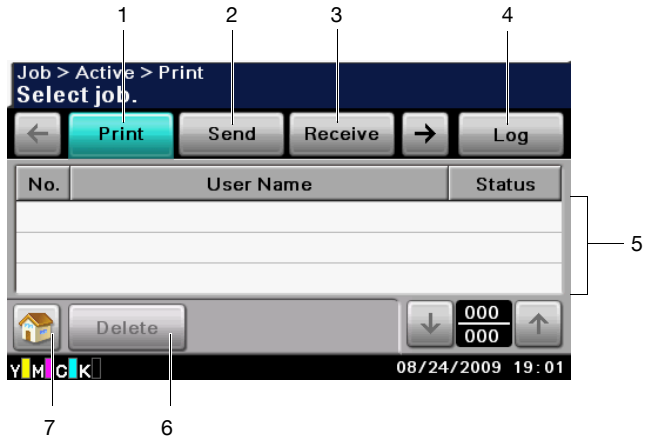 1 2 3 4
Job > Active > Print
Select job.
← Print Send Receive → Log
No. User Name Status
5
Delete ↓ 000 ↑
000
Y M C K 08/24/2009 19:01
7 6